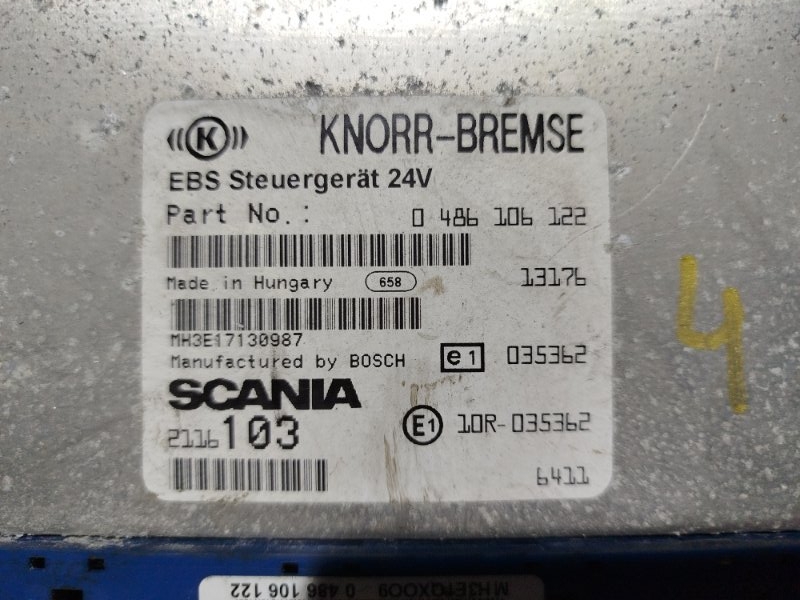 K KNORR-BREMSE
EBS Steuergerät 24V
Part No.: 0 486 106 122
Made in Hungary 658 13176
MH3E17130987
Manufactured by BOSCH e1 035362
SCANIA
2116103 E1 10R-035362
6411
4
0 486 106 122